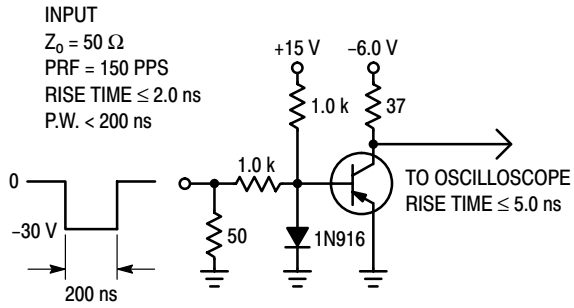 INPUT
Z₀ = 50 Ω
PRF = 150 PPS
RISE TIME ≤ 2.0 ns
P.W. < 200 ns
+15 V
−6.0 V
1.0 k
37
1.0 k
0
TO OSCILLOSCOPE
RISE TIME ≤ 5.0 ns
−30 V
50
1N916
200 ns